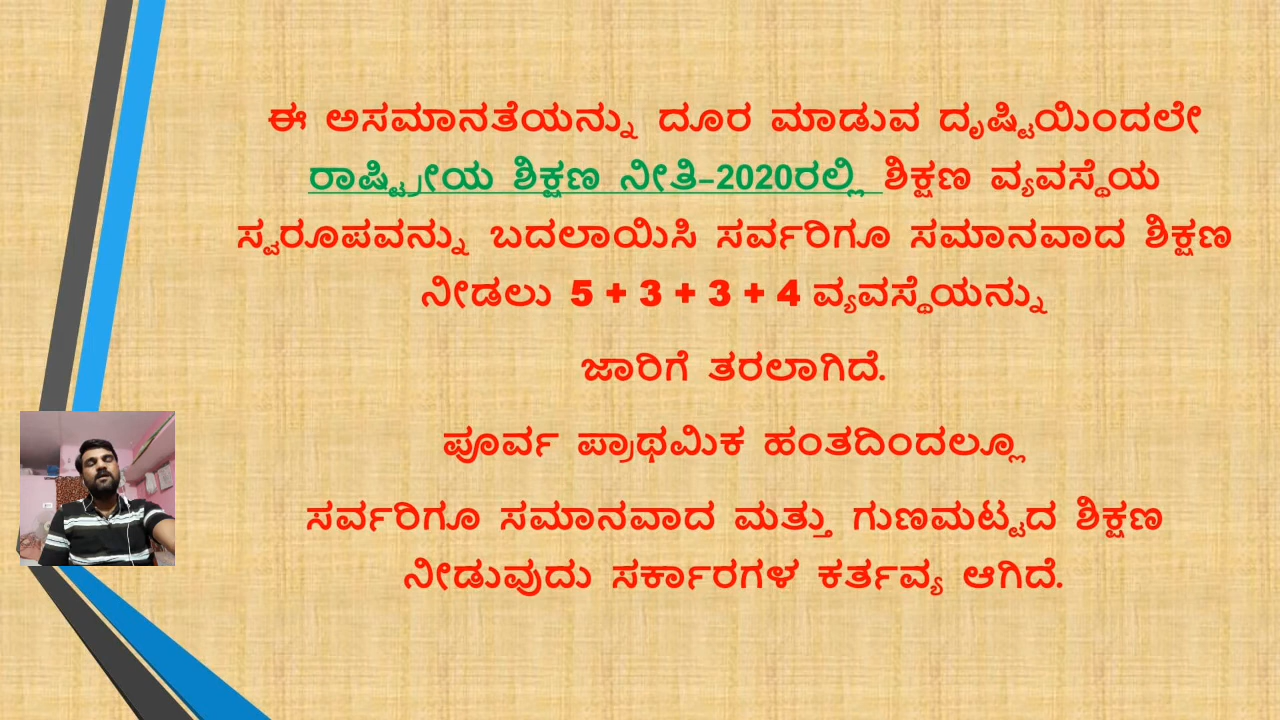 ಈ ಅಸಮಾನತೆಯನ್ನು ದೂರ ಮಾಡುವ ದೃಷ್ಟಿಯಿಂದಲೇ
ರಾಷ್ಟ್ರೀಯ ಶಿಕ್ಷಣ ನೀತಿ-2020ರಲ್ಲಿ ಶಿಕ್ಷಣ ವ್ಯವಸ್ಥೆಯ
ಸ್ವರೂಪವನ್ನು ಬದಲಾಯಿಸಿ ಸರ್ವರಿಗೂ ಸಮಾನವಾದ ಶಿಕ್ಷಣ
ನೀಡಲು 5 + 3 + 3 + 4 ವ್ಯವಸ್ಥೆಯನ್ನು
ಜಾರಿಗೆ ತರಲಾಗಿದೆ.
ಪೂರ್ವ ಪ್ರಾಥಮಿಕ ಹಂತದಿಂದಲ್ಲೂ
ಸರ್ವರಿಗೂ ಸಮಾನವಾದ ಮತ್ತು ಗುಣಮಟ್ಟದ ಶಿಕ್ಷಣ
ನೀಡುವುದು ಸರ್ಕಾರಗಳ ಕರ್ತವ್ಯ ಆಗಿದೆ.